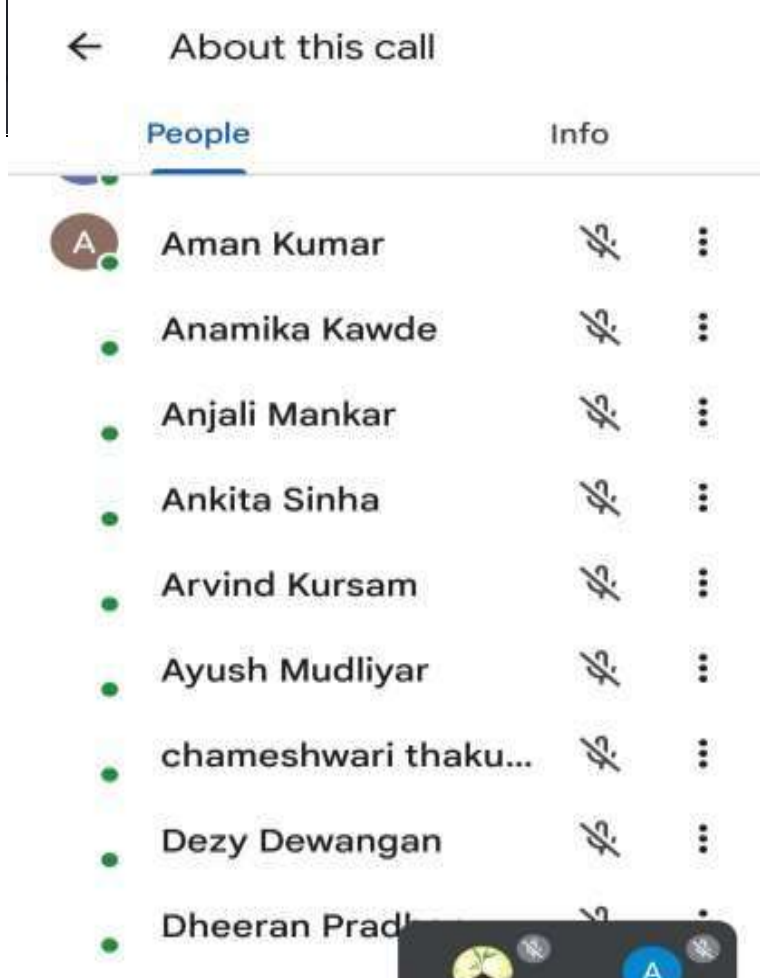 About this call
People Info
A Aman Kumar
Anamika Kawde
Anjali Mankar
Ankita Sinha
Arvind Kursam
Ayush Mudliyar
chameshwari thaku...
Dezy Dewangan
Dheeran
A